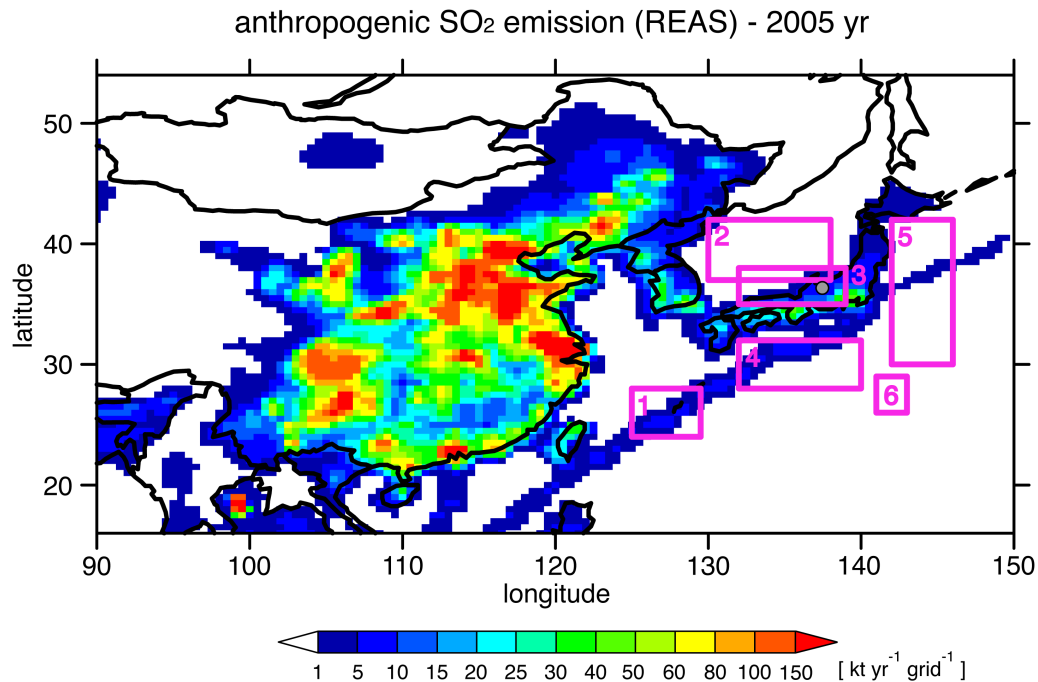 anthropogenic SO2 emission (REAS) - 2005 yr
50
40
30
20
latitude
2
5
3
4
1
6
90 100 110 120 130 140 150
longitude
1 5 10 15 20 25 30 40 50 60 80 100 150 [ kt yr-1 grid-1 ]